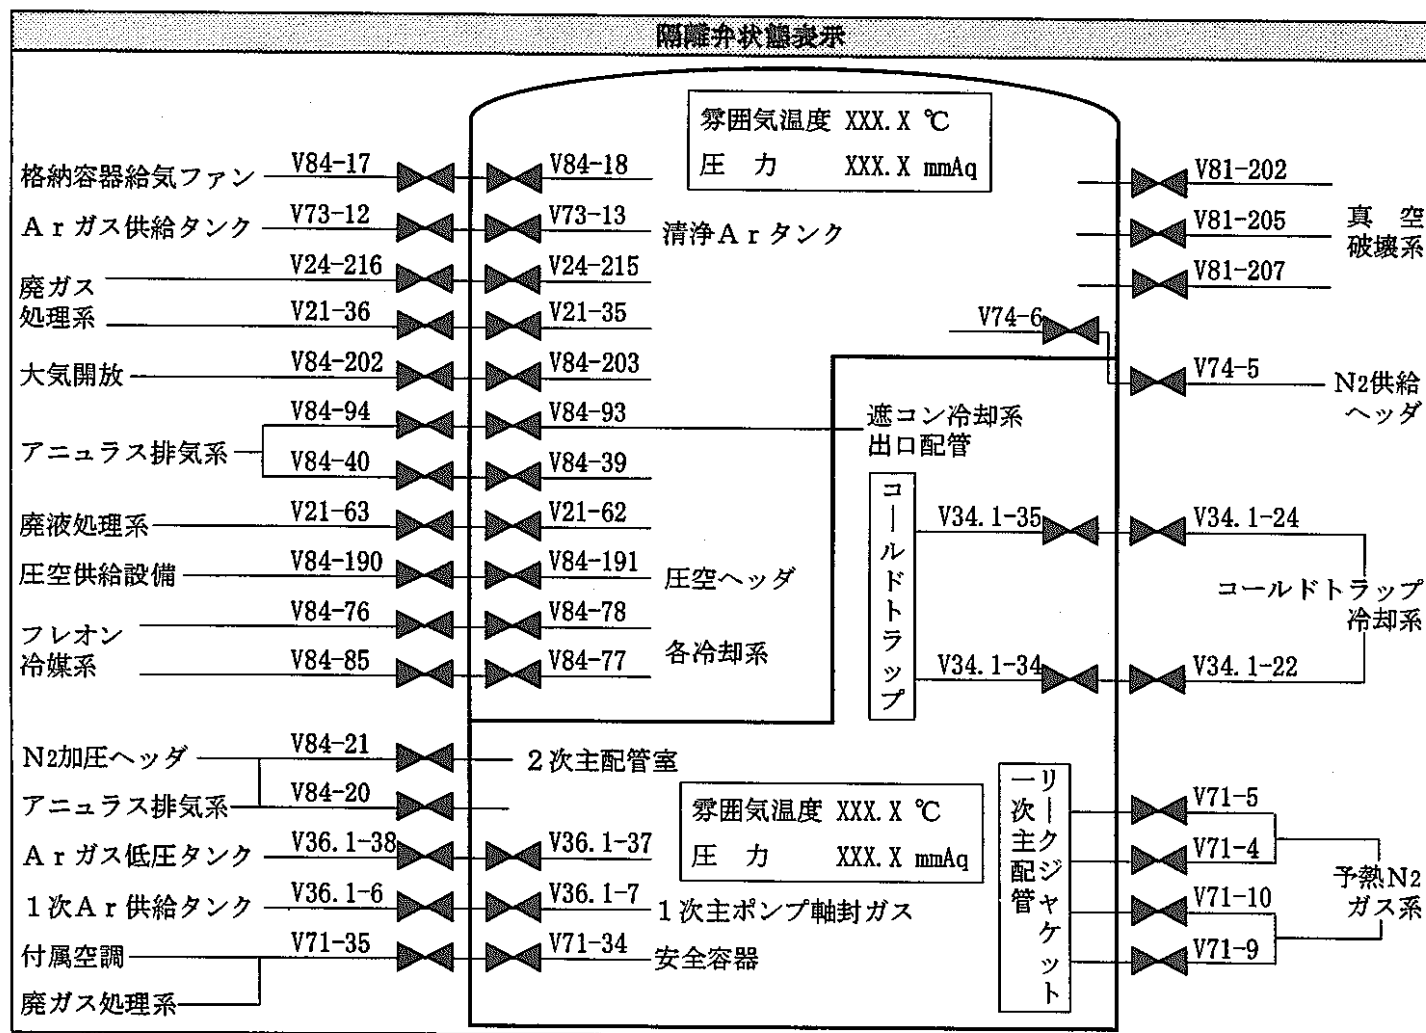 隔離弁状態表示
雰囲気温度 XXX.X ℃
圧 力 XXX.X mmAq
格納容器給気ファン V84-17 V84-18
Arガス供給タンク V73-12 V73-13 清浄Arタンク
廃ガス
処理系
V24-216 V24-215
V21-36 V21-35
大気開放 V84-202 V84-203
アニュラス排気系
V84-94 V84-93 遮コン冷却系
出口配管
V84-40 V84-39
廃液処理系 V21-63 V21-62
圧空供給設備 V84-190 V84-191 圧空ヘッダ
フレオン
冷媒系
V84-76 V84-78
V84-85 V84-77
各冷却系
N2加圧ヘッダ V84-21 2次主配管室
アニュラス排気系 V84-20
Arガス低圧タンク V36.1-38 V36.1-37
1次Ar供給タンク V36.1-6 V36.1-7 1次主ポンプ軸封ガス
付属空調 V71-35 V71-34 安全容器
廃ガス処理系
V81-202
V81-205
V81-207
真 空
破壊系
V74-6 V74-5 N2供給
ヘッダ
コールドトラップ
V34.1-35 V34.1-24
V34.1-34 V34.1-22
コールドトラップ
冷却系
雰囲気温度 XXX.X ℃
圧 力 XXX.X mmAq
一次主配管
リークジャケット
V71-5
V71-4
V71-10
V71-9
予熱N2
ガス系